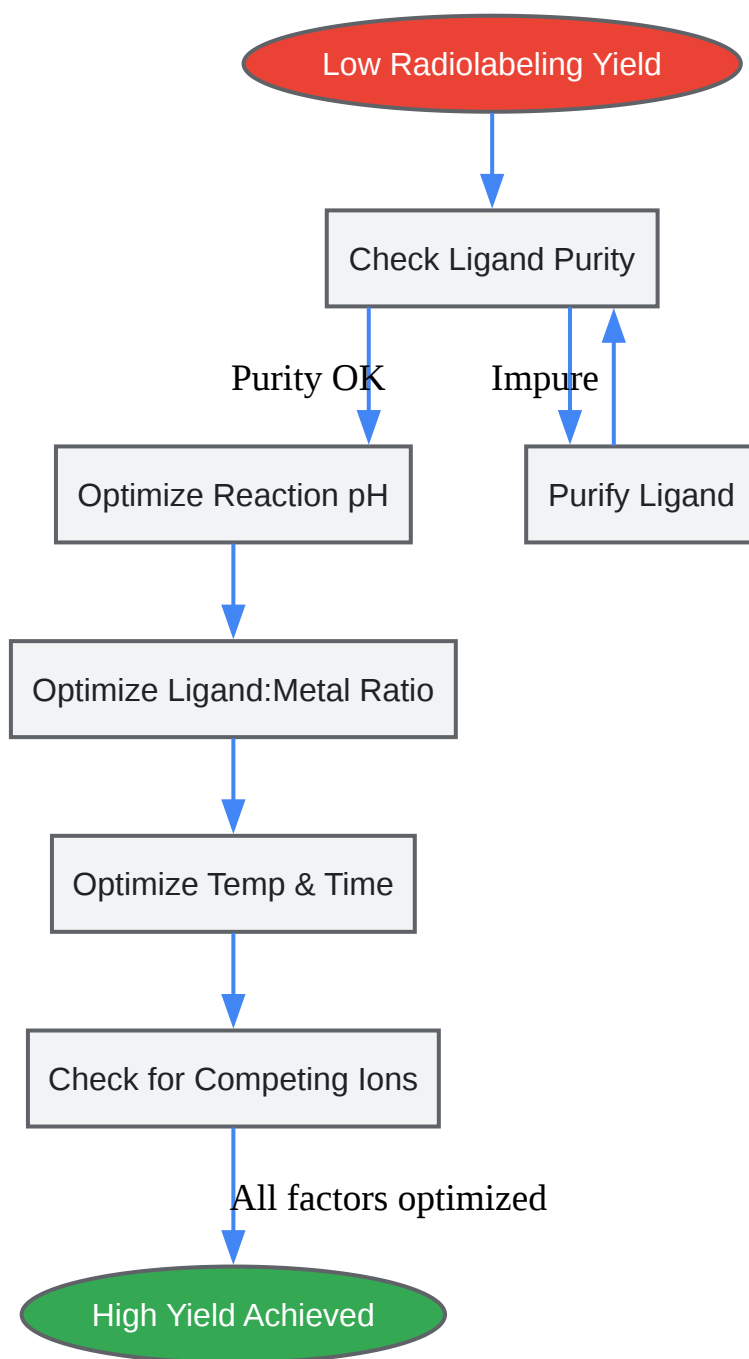 Low Radiolabeling Yield
Check Ligand Purity
Purity OK
Impure
Optimize Reaction pH
Purify Ligand
Optimize Ligand:Metal Ratio
Optimize Temp & Time
Check for Competing Ions
All factors optimized
High Yield Achieved